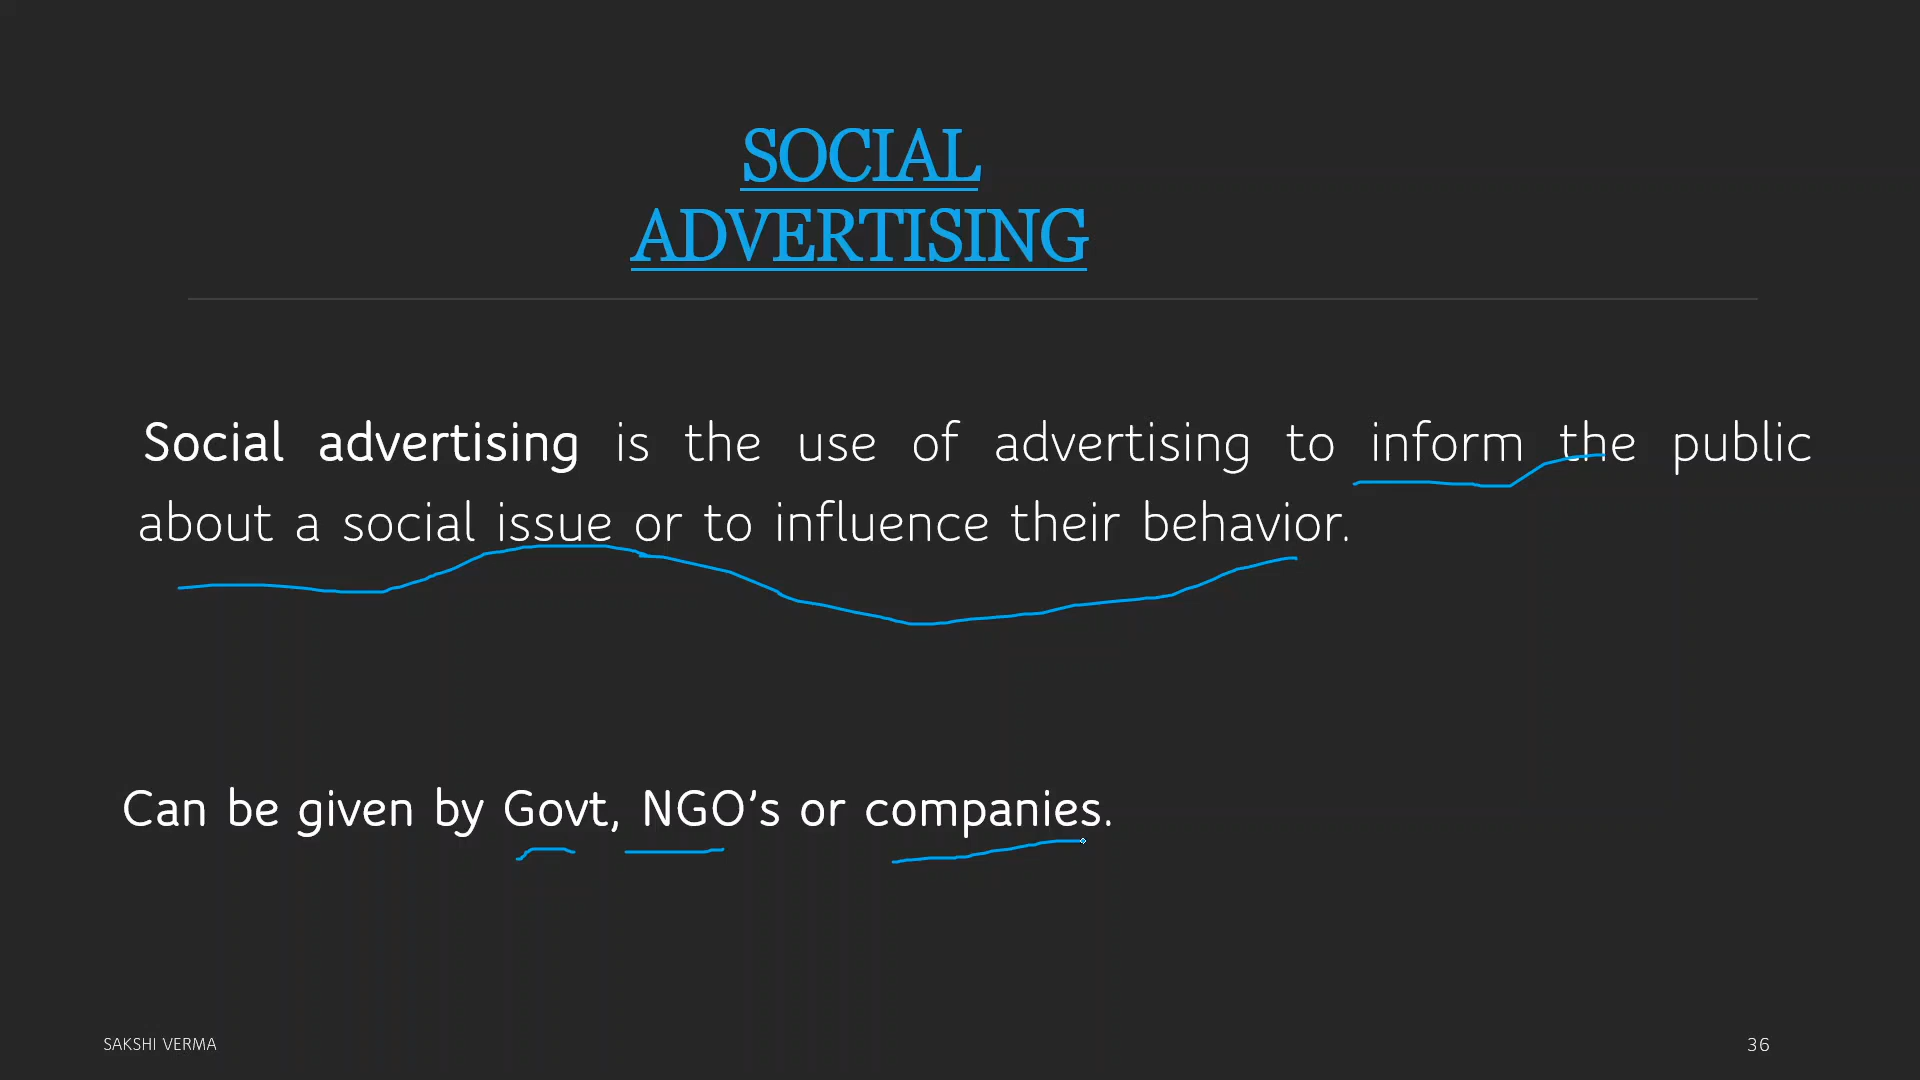 SOCIAL
ADVERTISING
Social advertising is the use of advertising to inform the public
about a social issue or to influence their behavior.
Can be given by Govt, NGO’s or companies.
SAKSHI VERMA
36